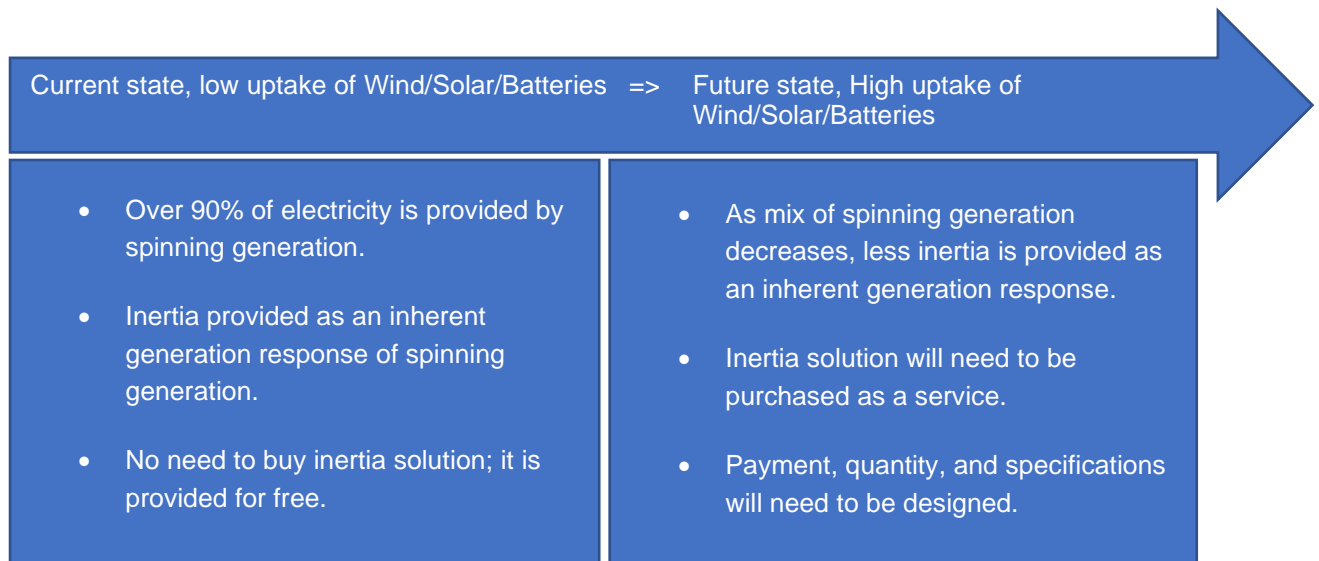 Current state, low uptake of Wind/Solar/Batteries => Future state, High uptake of
Wind/Solar/Batteries
• Over 90% of electricity is provided by
spinning generation.
• Inertia provided as an inherent
generation response of spinning
generation.
• No need to buy inertia solution; it is
provided for free.
• As mix of spinning generation
decreases, less inertia is provided as
an inherent generation response.
• Inertia solution will need to be
purchased as a service.
• Payment, quantity, and specifications
will need to be designed.